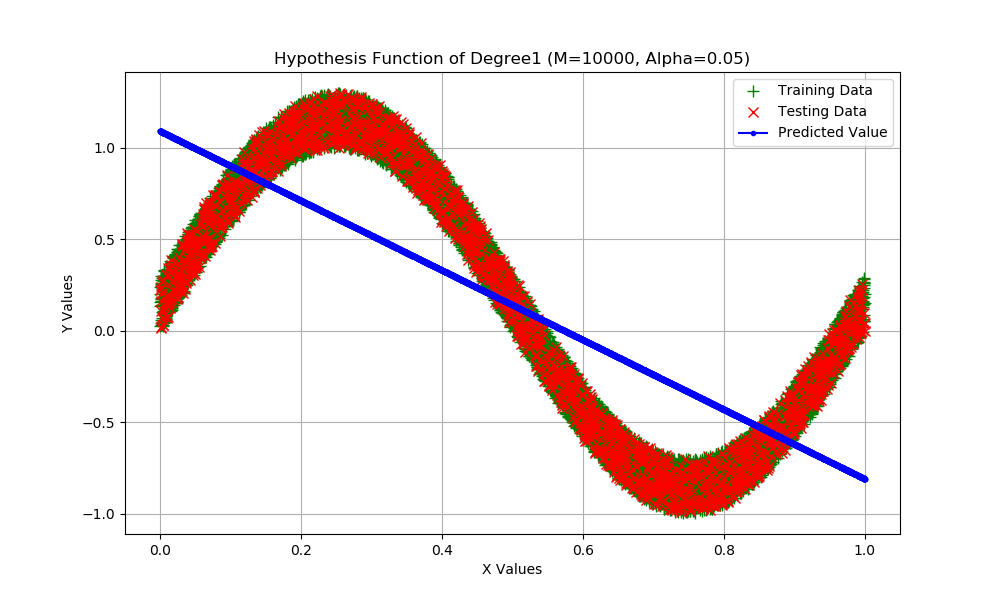 Hypothesis Function of Degree1 (M=10000, Alpha=0.05)
Training Data
Testing Data
Predicted Value
1.0
0.5
0.0
−0.5
−1.0
Y Values
0.0 0.2 0.4 0.6 0.8 1.0
X Values